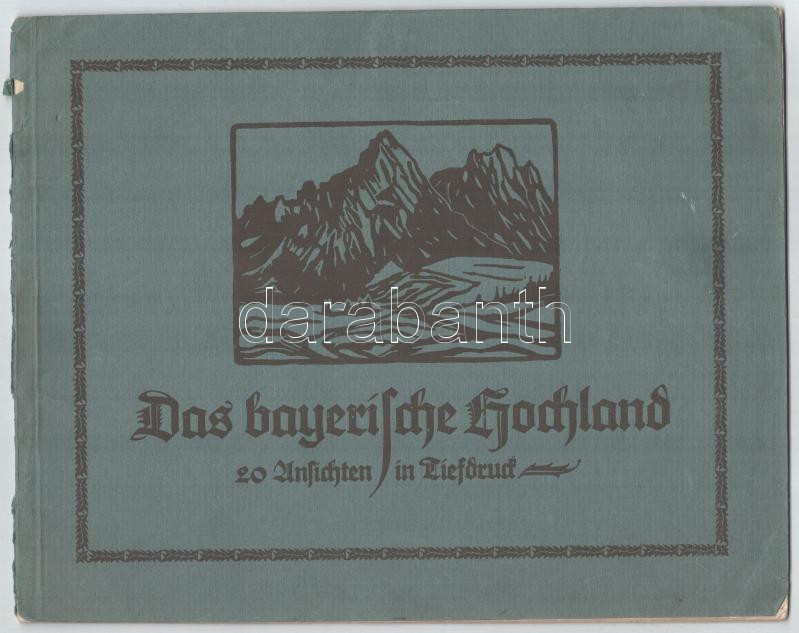 darabanth
Das bayerische Hochland
20 Ansichten in Tiefdruck